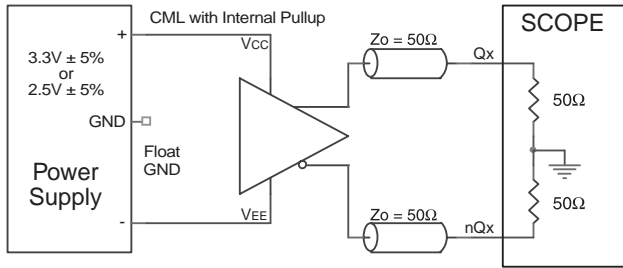 CML with Internal Pullup
SCOPE
+
VCC
Zo = 50Ω
Qx
3.3V ± 5%
or
2.5V ± 5%
50Ω
GND
Float
GND
Power
Supply
50Ω
-
VEE
Zo = 50Ω
nQx